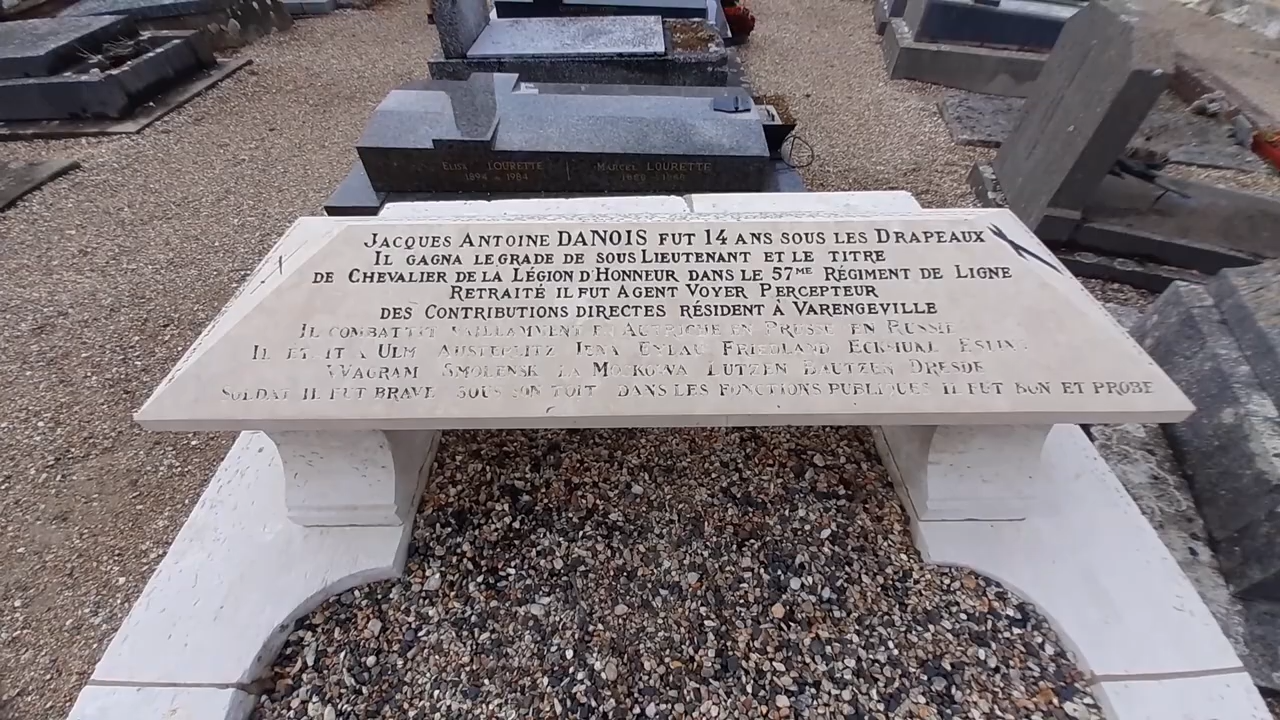 ELISA LOURETTE
1894 - 1984
MARCEL LOURETTE
JACQUES ANTOINE DANOIS FUT 14 ANS SOUS LES DRAPEAUX
IL GAGNA LE GRADE DE SOUS LIEUTENANT ET LE TITRE
DE CHEVALIER DE LA LÉGION D'HONNEUR DANS LE 57ME RÉGIMENT DE LIGNE
RETRAITÉ IL FUT AGENT VOYER PERCEPTEUR
DES CONTRIBUTIONS DIRECTES RÉSIDENT À VARENGEVILLE
IL COMBATTIT VAILLAMMENT EN AUTRICHE EN PRUSSE EN RUSSIE
IL ÉTAIT A ULM AUSTERLITZ JENA EYLAU FRIEDLAND ECKMUHL ESLING
WAGRAM SMOLENSK LA MOSKOWA LUTZEN BAUTZEN DRESDE
SOLDAT IL FUT BRAVE SOUS SON TOIT DANS LES FONCTIONS PUBLIQUES IL FUT BON ET PROBE